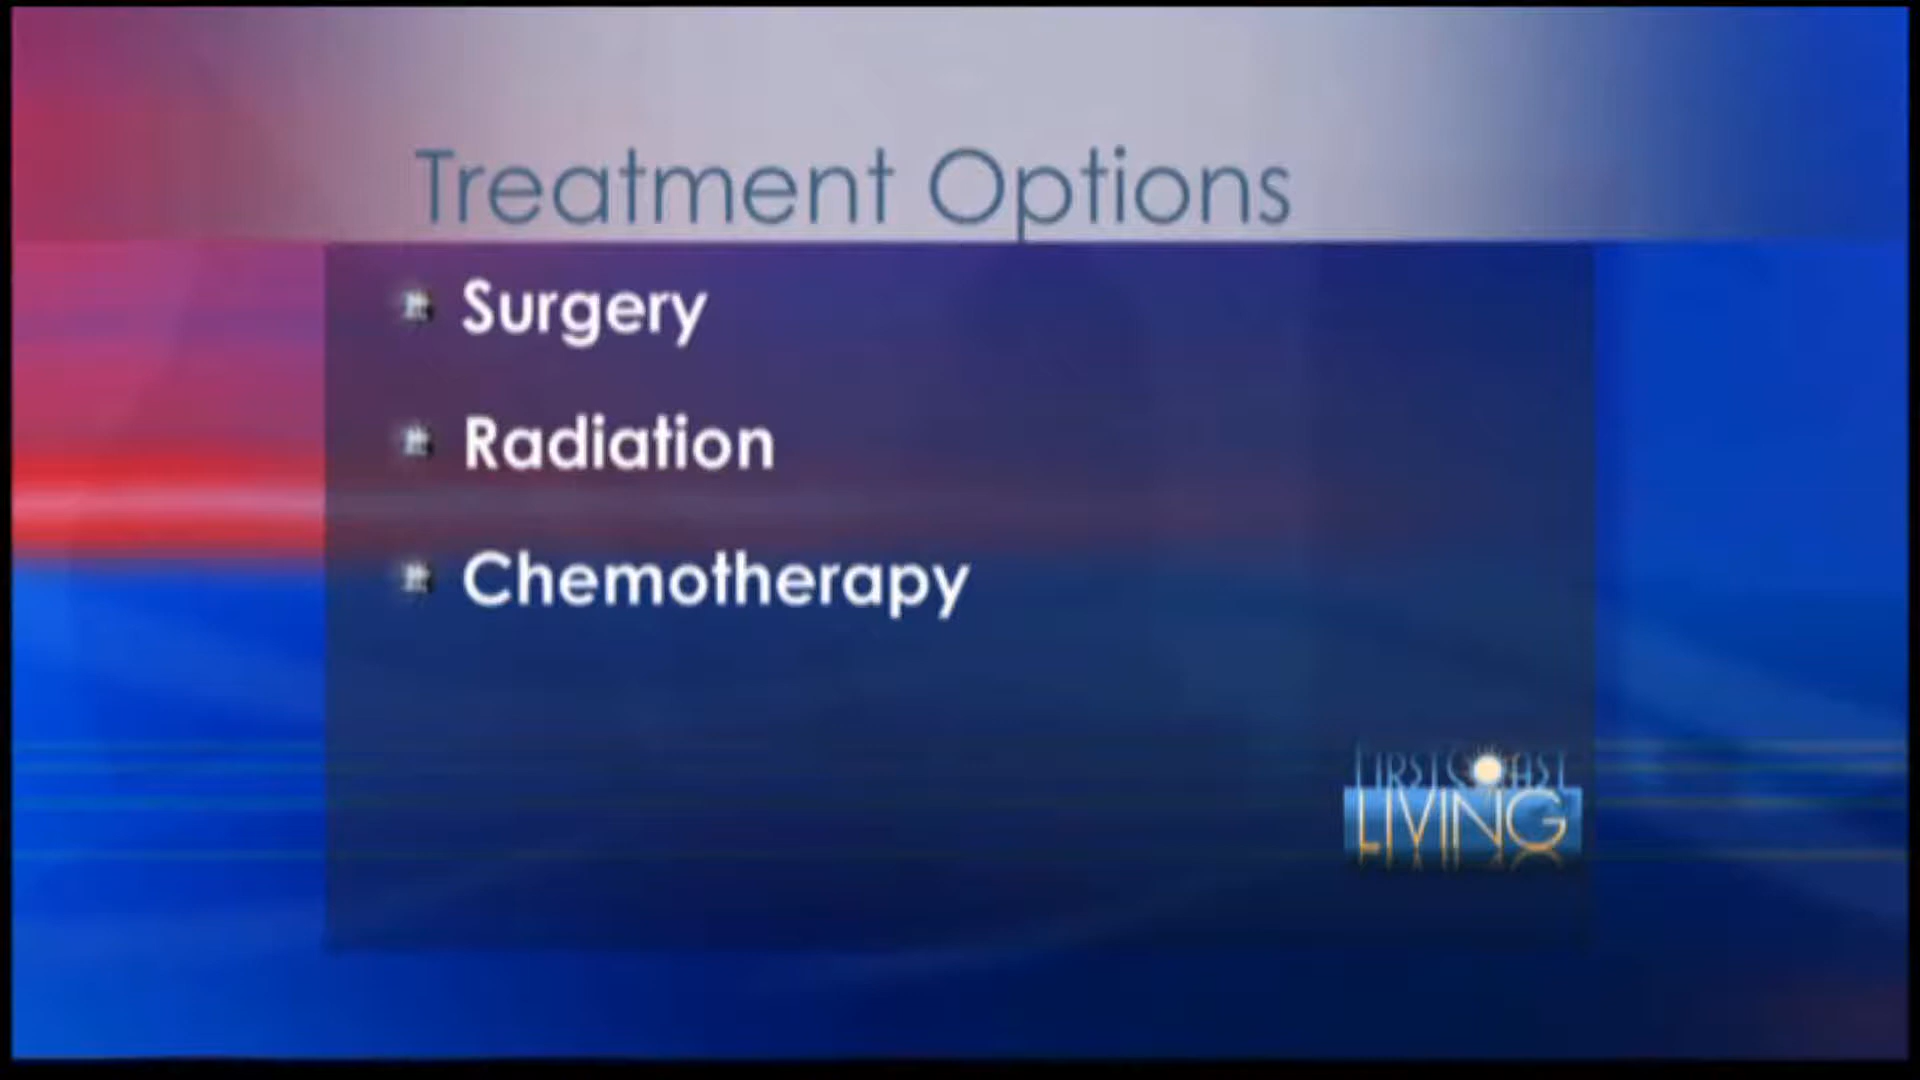 Treatment Options
Surgery
Radiation
Chemotherapy
FIRST COAST
LIVING